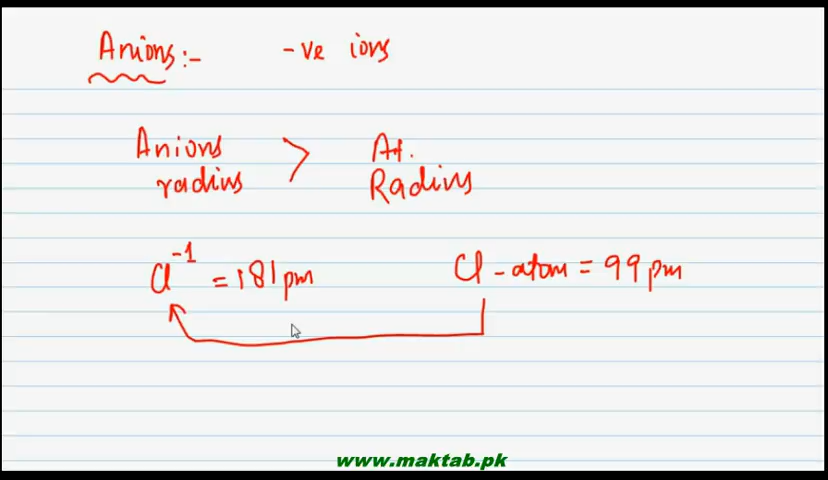 Anions:- -ve ions
Anions > At.
radius Radius
Cl⁻¹ = 181 pm Cl - atom = 99 pm
www.maktab.pk